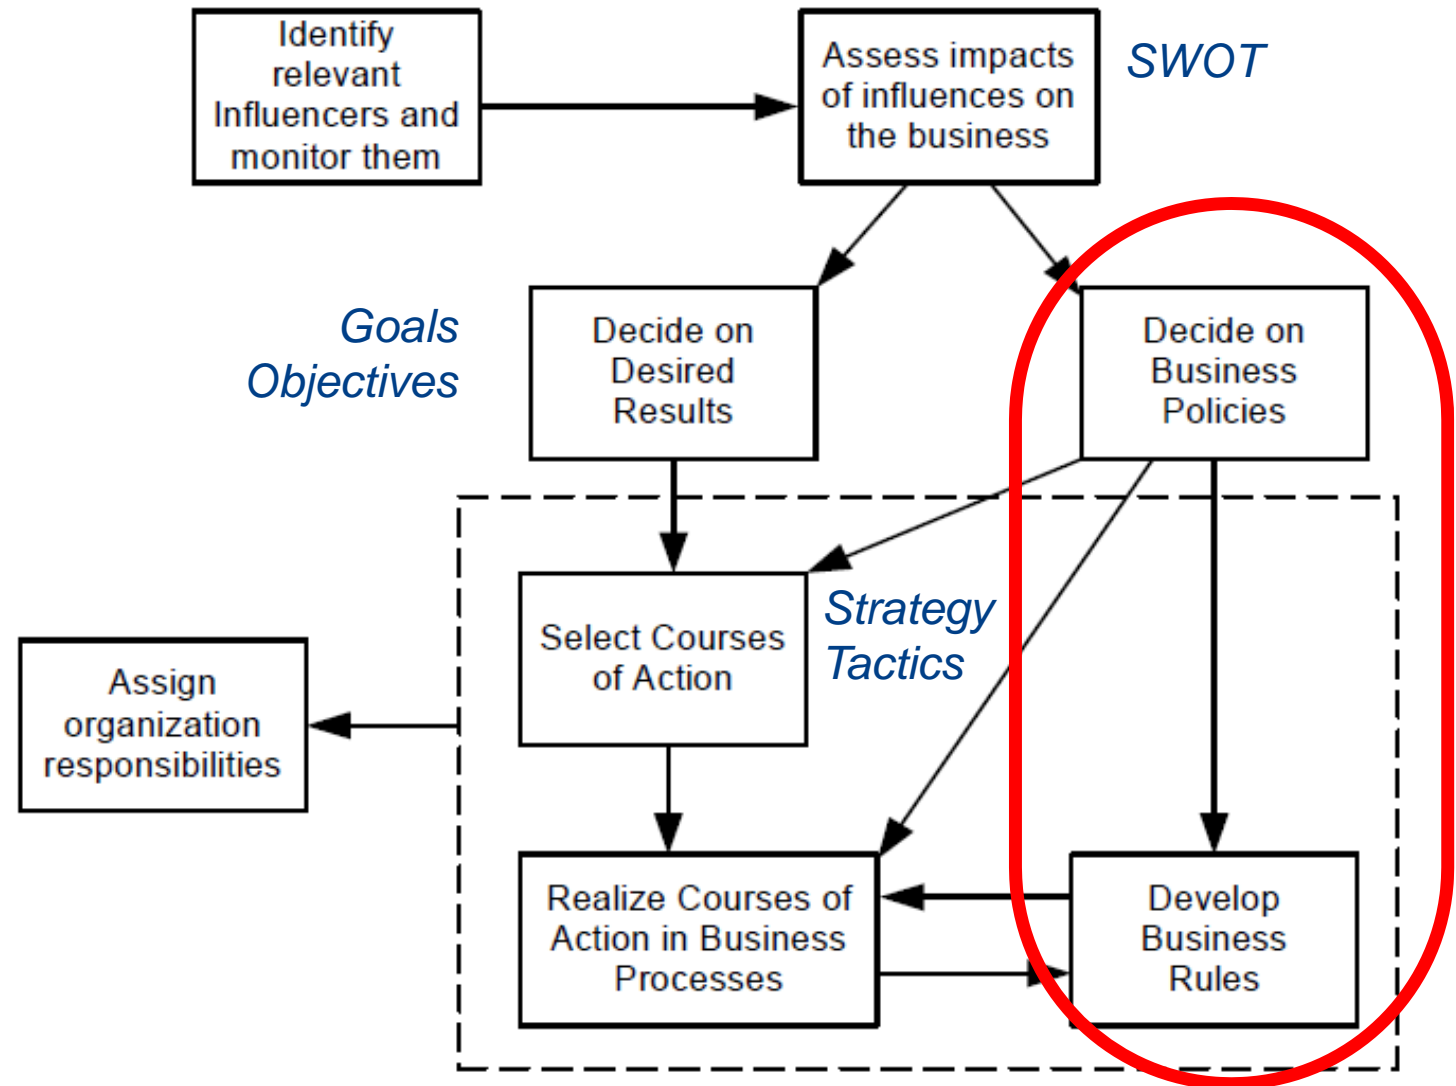 Identify
relevant
Influencers and
monitor them
Assess impacts
of influences on
the business
SWOT
Goals
Objectives
Decide on
Desired
Results
Decide on
Business
Policies
Select Courses
of Action
Strategy
Tactics
Assign
organization
responsibilities
Realize Courses of
Action in Business
Processes
Develop
Business
Rules